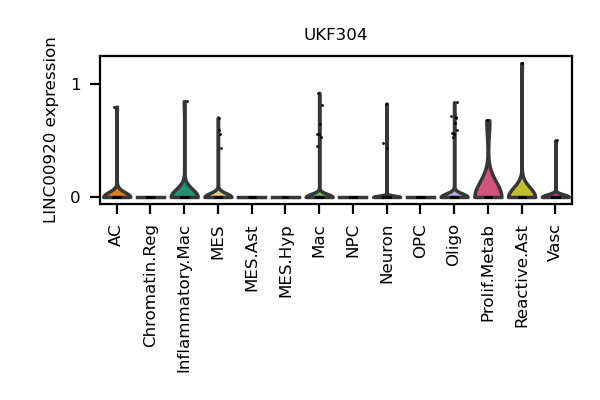 UKF304
LINC00920 expression
1
0
AC
Chromatin.Reg
Inflammatory.Mac
MES
MES.Ast
MES.Hyp
Mac
NPC
Neuron
OPC
Oligo
Prolif.Metab
Reactive.Ast
Vasc